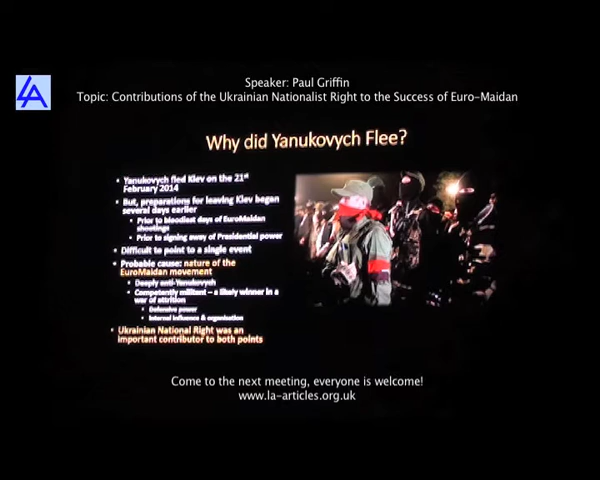 LA
Speaker: Paul Griffin
Topic: Contributions of the Ukrainian Nationalist Right to the Success of Euro-Maidan
Why did Yanukovych Flee?
Yanukovych fled Kiev on the 21st
February 2014
But, preparations for leaving Kiev began
several days earlier
Prior to bloodiest days of EuroMaidan
shootings
Prior to signing away of Presidential power
Difficult to point to a single event
Probable cause: nature of the
EuroMaidan movement
Deeply anti-Yanukovych
Competently militant – a likely winner in a
war of attrition
Defensive power
Internal influence & organisation
Ukrainian National Right was an
important contributor to both points
Come to the next meeting, everyone is welcome!
www.la-articles.org.uk